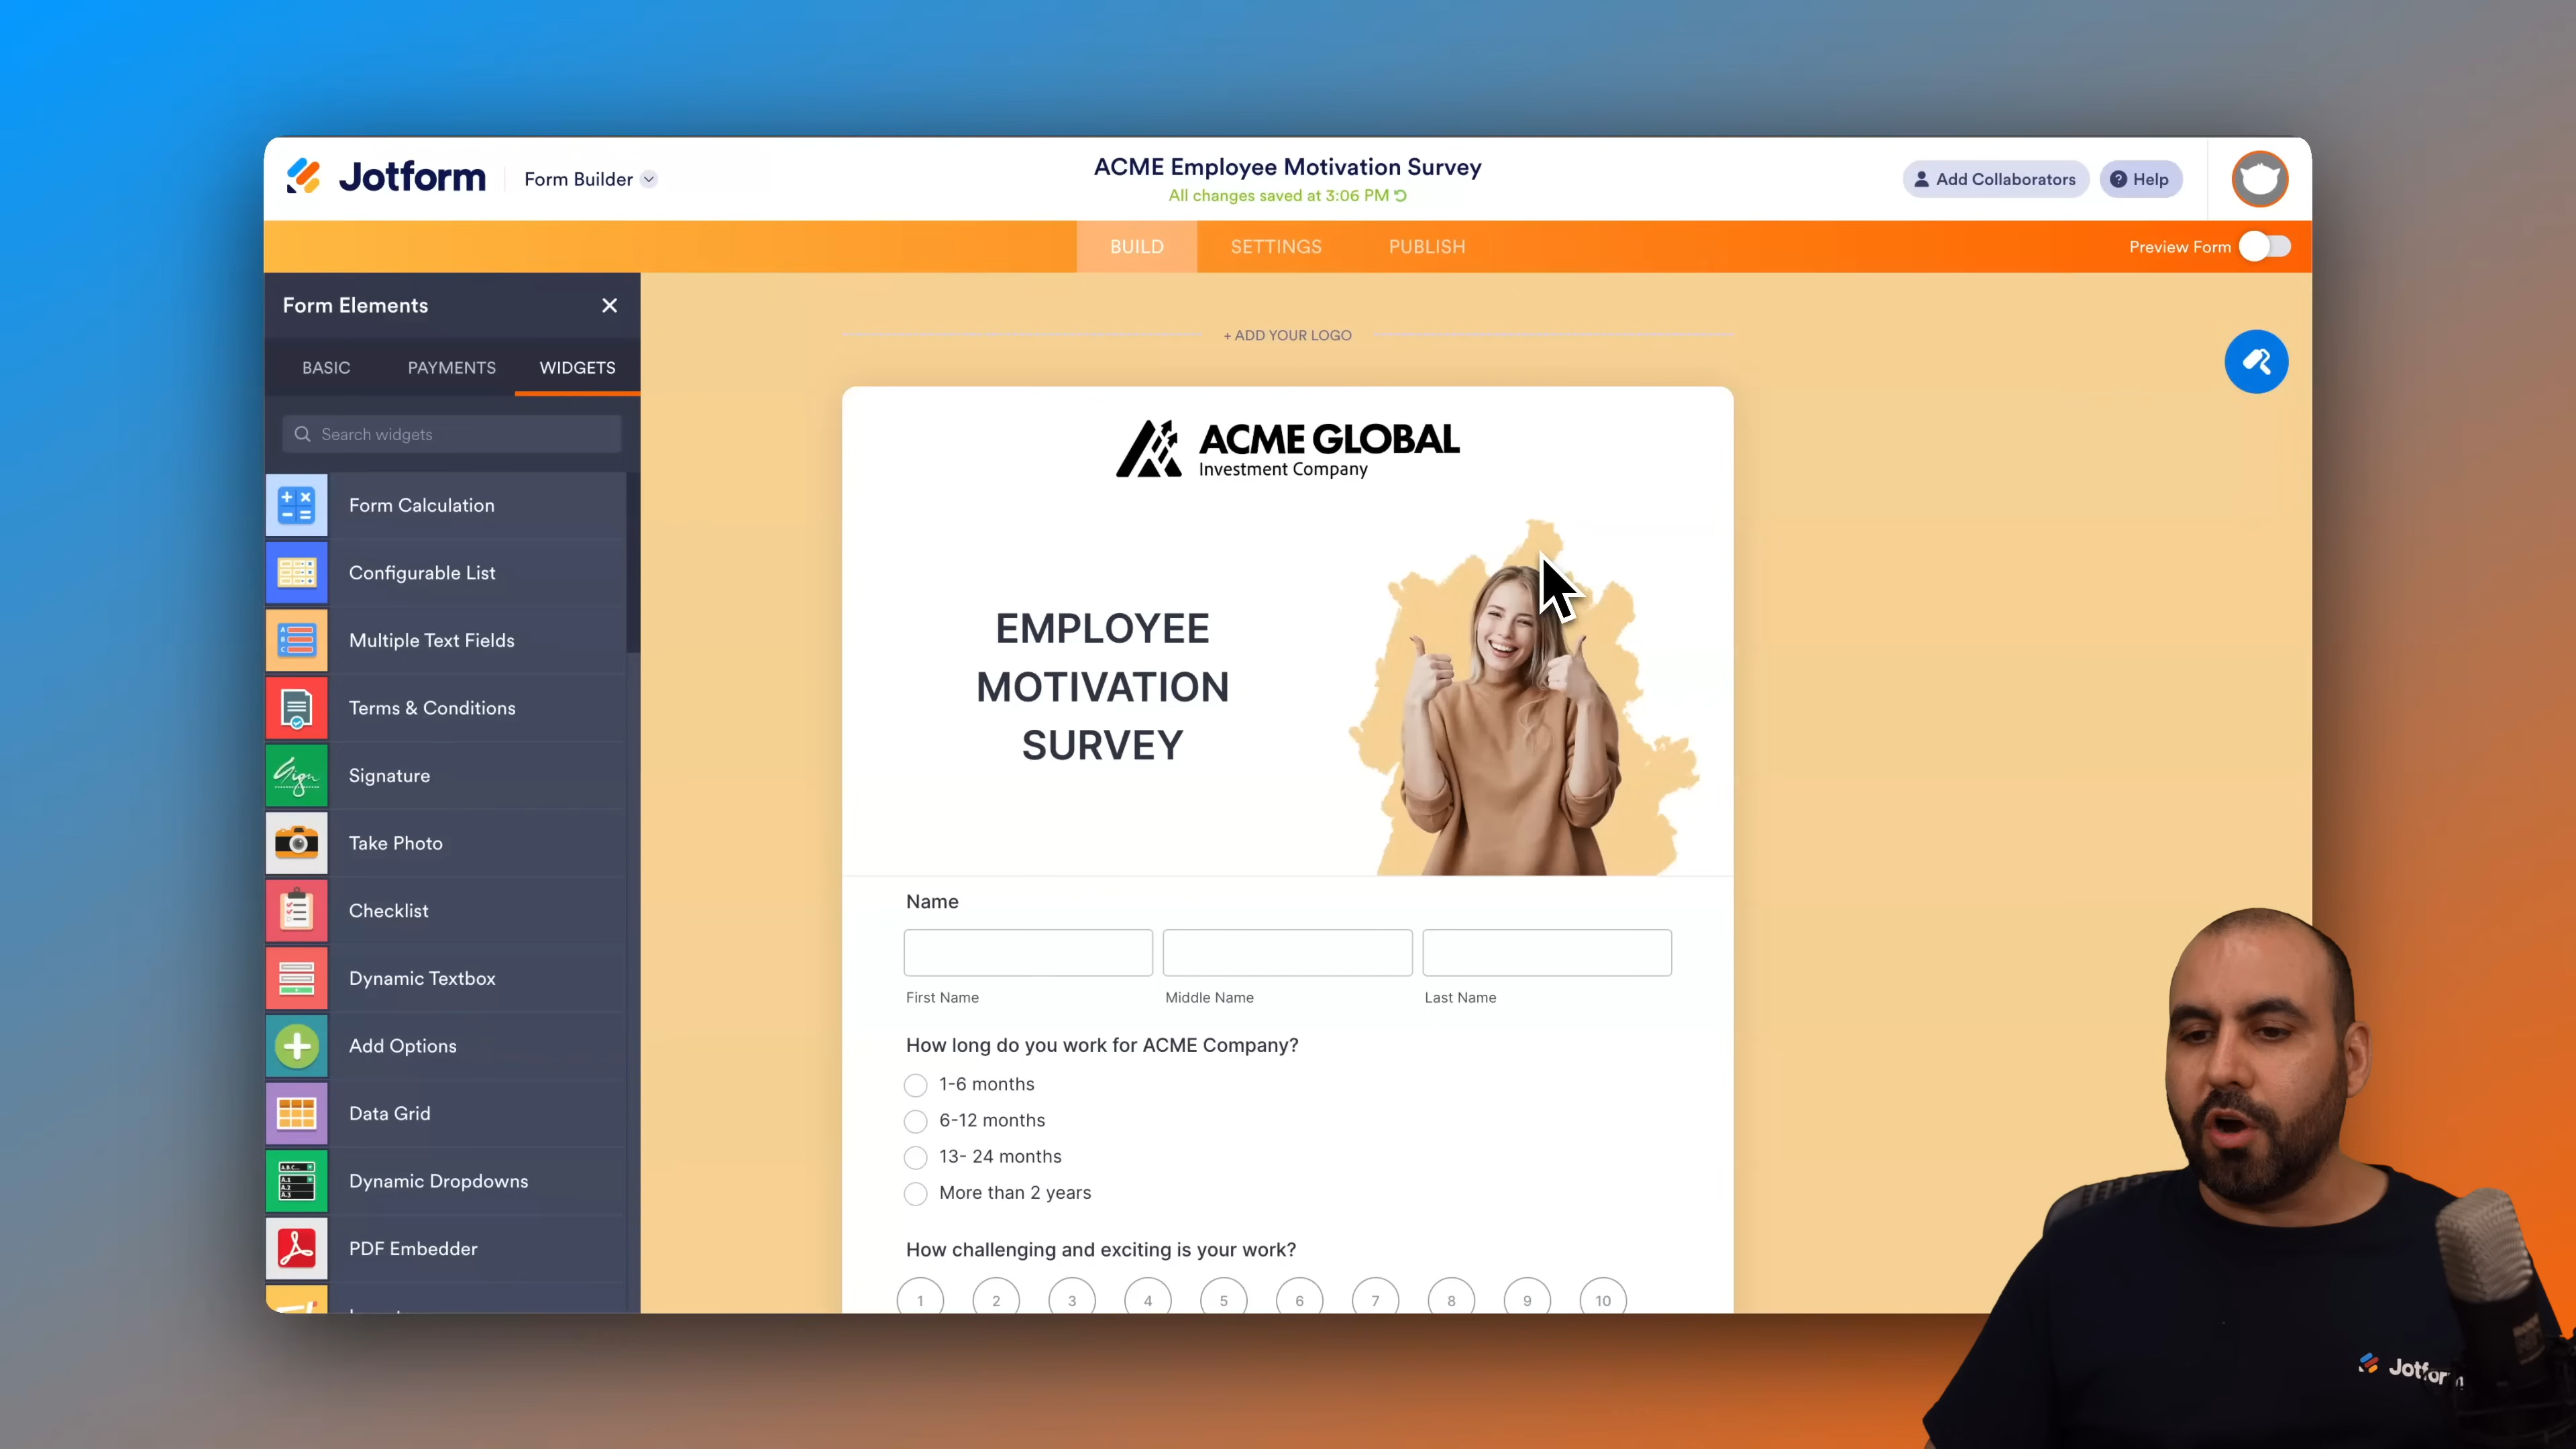 Jotform
Form Builder
ACME Employee Motivation Survey
All changes saved at 3:06 PM
Add Collaborators
Help
BUILD
SETTINGS
PUBLISH
Preview Form
Form Elements
BASIC
PAYMENTS
WIDGETS
Search widgets
Form Calculation
Configurable List
Multiple Text Fields
Terms & Conditions
Sign
Signature
Take Photo
Checklist
Dynamic Textbox
Add Options
Data Grid
Dynamic Dropdowns
PDF Embedder
+ ADD YOUR LOGO
ACME GLOBAL
Investment Company
EMPLOYEE
MOTIVATION
SURVEY
Name
First Name
Middle Name
Last Name
How long do you work for ACME Company?
1-6 months
6-12 months
13- 24 months
More than 2 years
How challenging and exciting is your work?
1 2 3 4 5 6 7 8 9 10
Jotform